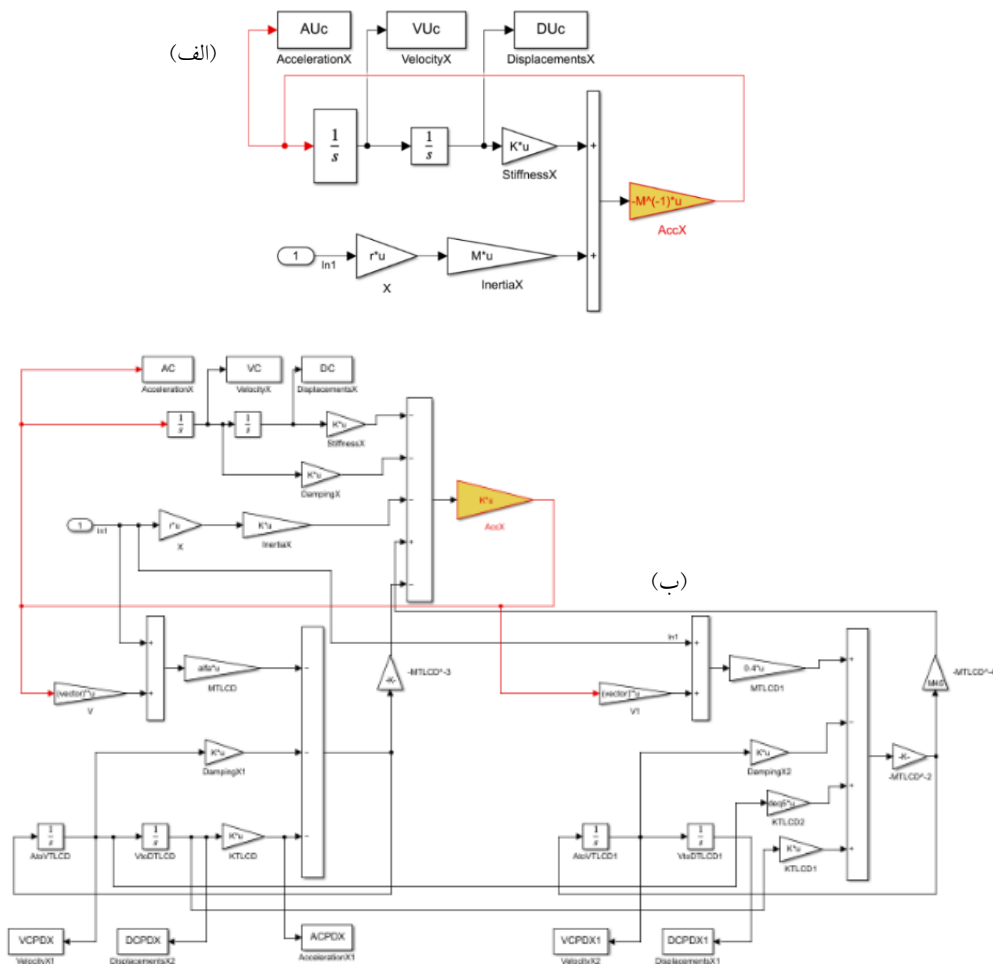 (الف)
AUc
AccelerationX
VUc
VelocityX
DUc
DisplacementsX
1
s
1
s
K*u
StiffnessX
+
-M^(-1)*u
AccX
1
In1
r*u
X
M*u
InertiaX
+
AC
AccelerationX
VC
VelocityX
DC
DisplacementsX
1
s
1
s
K*u
StiffnessX
−
K*u
DampingX
−
K*u
AccX
1
In1
r*u
X
K*u
InertiaX
−
+
−
(ب)
+
alfa*u
MTLCD
−
-K-
-MTLCD^-3
In1
+
0.4*u
MTLCD1
+
-MTLCD^-4
(vector)*u
V
+
(vector)*u
V1
+
K*u
DampingX1
−
K*u
DampingX2
−
-K-
-MTLCD^-2
KTLCD2
+
1
s
AtoVTLCD
1
s
VtoDTLCD
K*u
KTLCD
−
1
s
AtoVTLCD1
1
s
VtoDTLCD1
K*u
KTLCD1
+
VCPDX
VelocityX1
DCPDX
DisplacementsX2
ACPDX
AccelerationX1
VCPDX1
VelocityX2
DCPDX1
DisplacementsX1